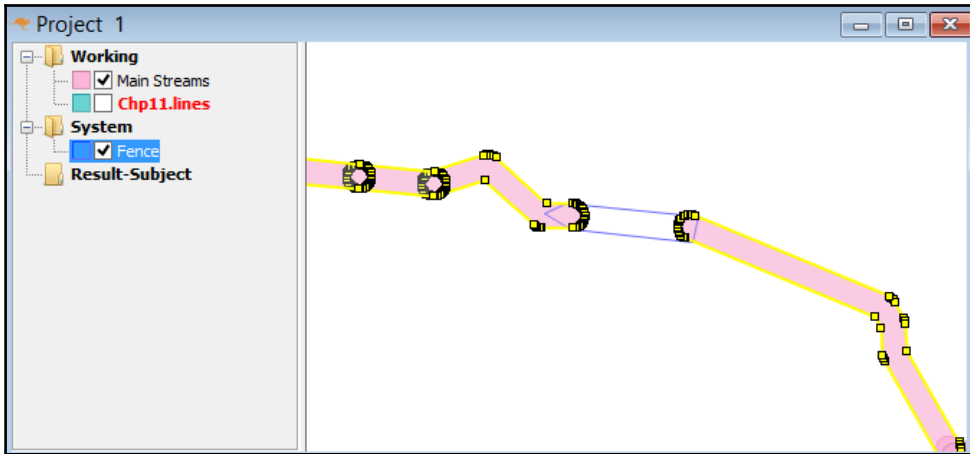 Project 1
Working
Main Streams
Chp11.lines
System
Fence
Result-Subject